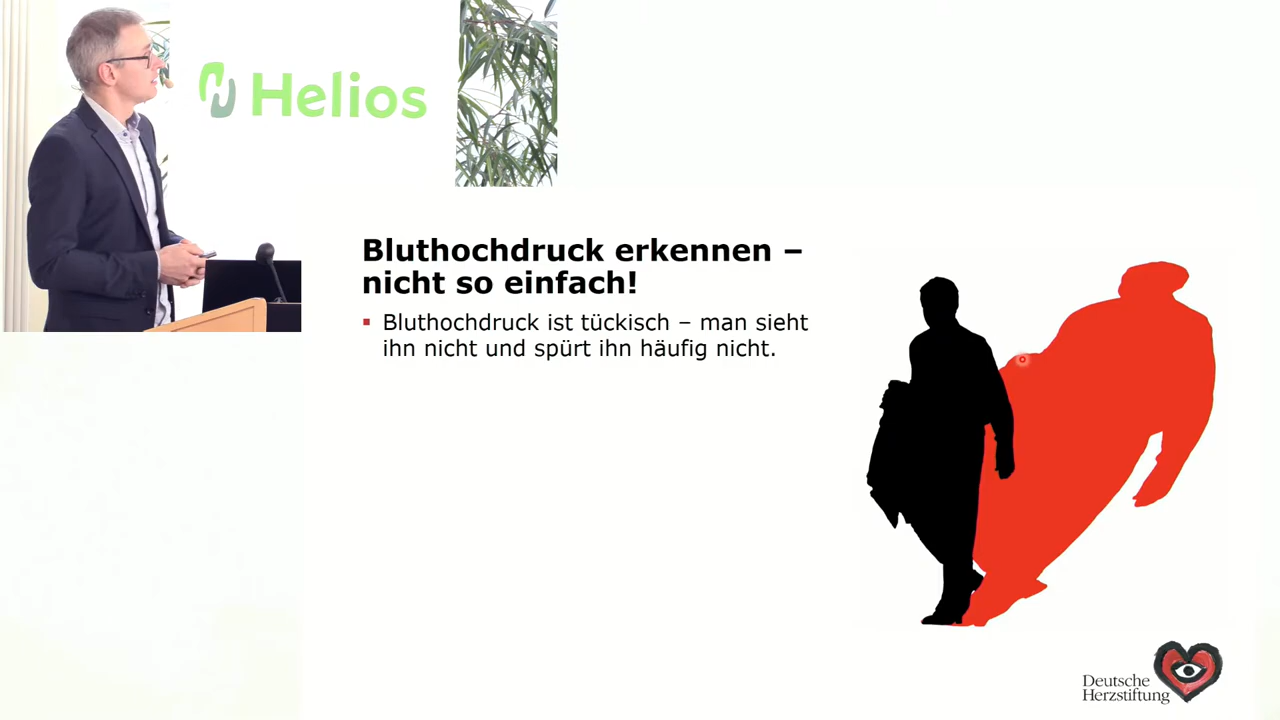 Helios
Bluthochdruck erkennen –
nicht so einfach!
▪ Bluthochdruck ist tückisch – man sieht
ihn nicht und spürt ihn häufig nicht.
Deutsche
Herzstiftung